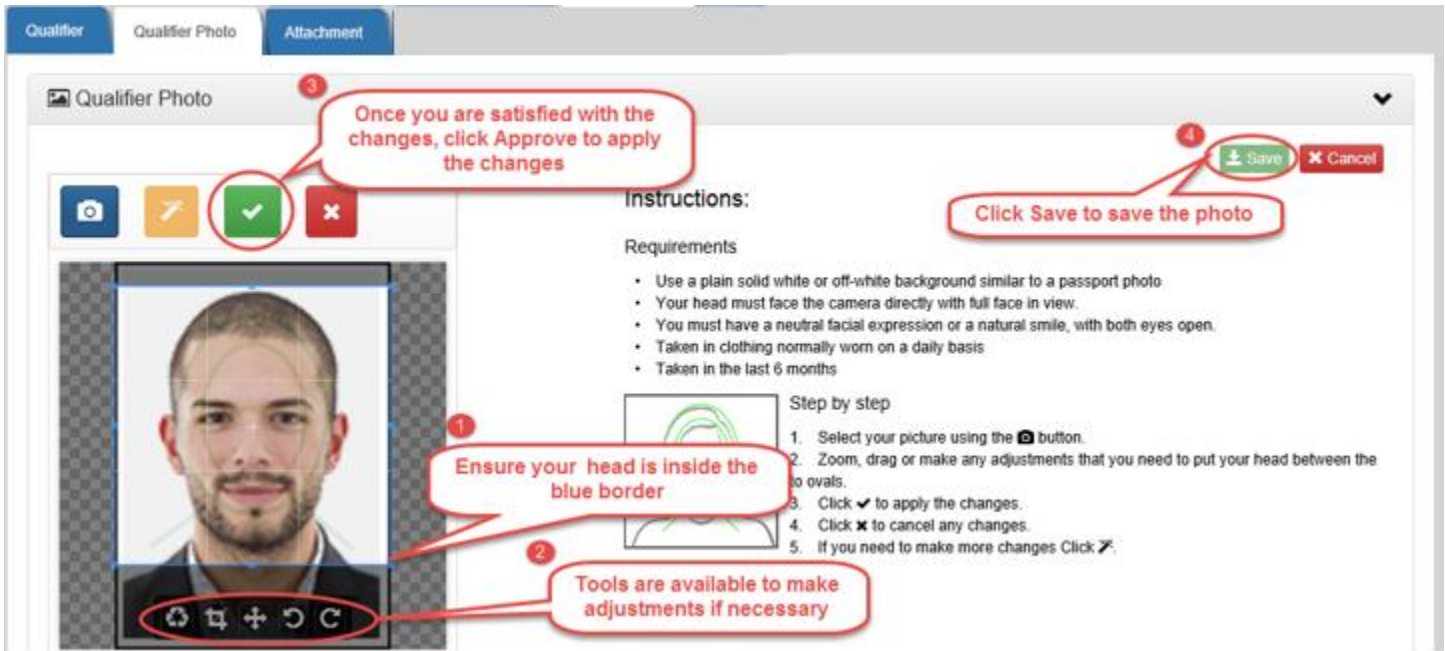 Qualifier
Qualifier Photo
Attachment
Qualifier Photo
3
Once you are satisfied with the
changes, click Approve to apply
the changes
4
Save
Cancel
Click Save to save the photo
Instructions:
Requirements
• Use a plain solid white or off-white background similar to a passport photo
• Your head must face the camera directly with full face in view.
• You must have a neutral facial expression or a natural smile, with both eyes open.
• Taken in clothing normally worn on a daily basis
• Taken in the last 6 months
1
Ensure your head is inside the
blue border
Step by step
1. Select your picture using the button.
2. Zoom, drag or make any adjustments that you need to put your head between the
to ovals.
3. Click ✔ to apply the changes.
4. Click ✖ to cancel any changes.
5. If you need to make more changes Click .
2
Tools are available to make
adjustments if necessary